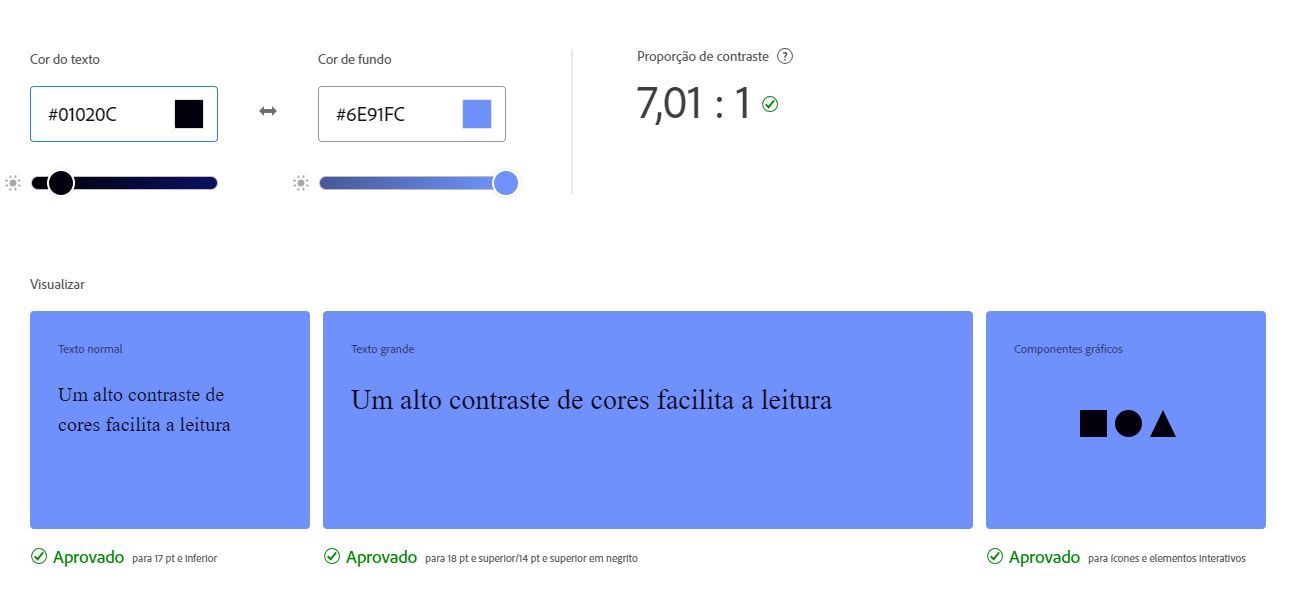 Cor do texto
Cor de fundo
Proporção de contraste ?
#01020C
#6E91FC
7,01 : 1
Visualizar
Texto normal
Um alto contraste de
cores facilita a leitura
Texto grande
Um alto contraste de cores facilita a leitura
Componentes gráficos
Aprovado para 17 pt e inferior
Aprovado para 18 pt e superior/14 pt e superior em negrito
Aprovado para ícones e elementos interativos